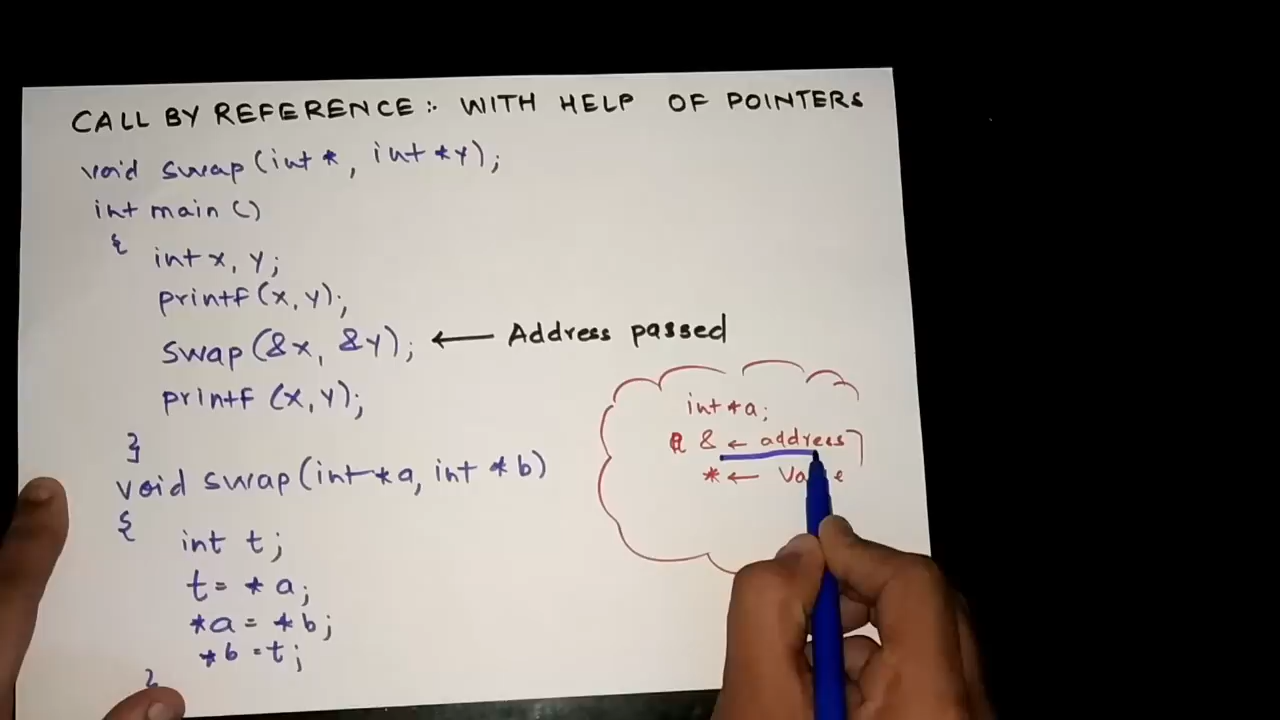 CALL BY REFERENCE :- WITH HELP OF POINTERS
void swap(int *, int *y);
int main ()
{
int x, y;
printf(x,y);
swap(&x, &y); ← Address passed
printf (x,y);
}
int *a;
& ← address
* ←
void swap(int *a, int *b)
{
int t;
t = *a;
*a = *b;
*b = t;
}